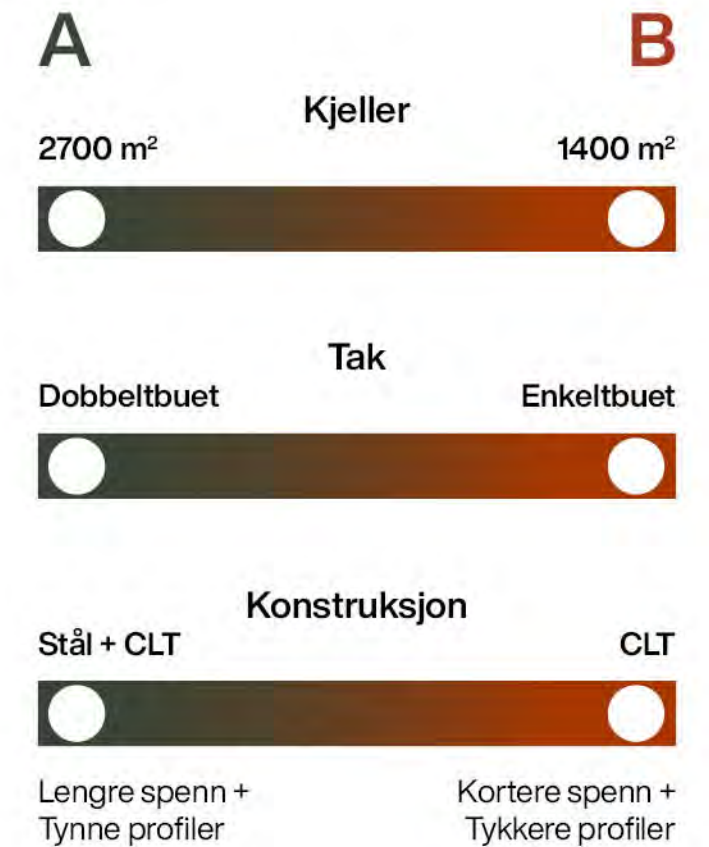 A B
Kjeller
2700 m² 1400 m²
Tak
Dobbeltbuet Enkeltbuet
Konstruksjon
Stål + CLT CLT
Lengre spenn + Kortere spenn +
Tynne profiler Tykkere profiler